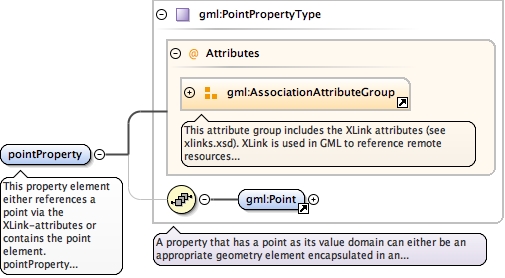 gml:PointPropertyType
@ Attributes
gml:AssociationAttributeGroup
This attribute group includes the XLink attributes (see
xlinks.xsd). XLink is used in GML to reference remote
resources...
pointProperty
This property element
either references a
point via the
XLink-attributes or
contains the point
element.
pointProperty...
gml:Point
A property that has a point as its value domain can either be an
appropriate geometry element encapsulated in an...